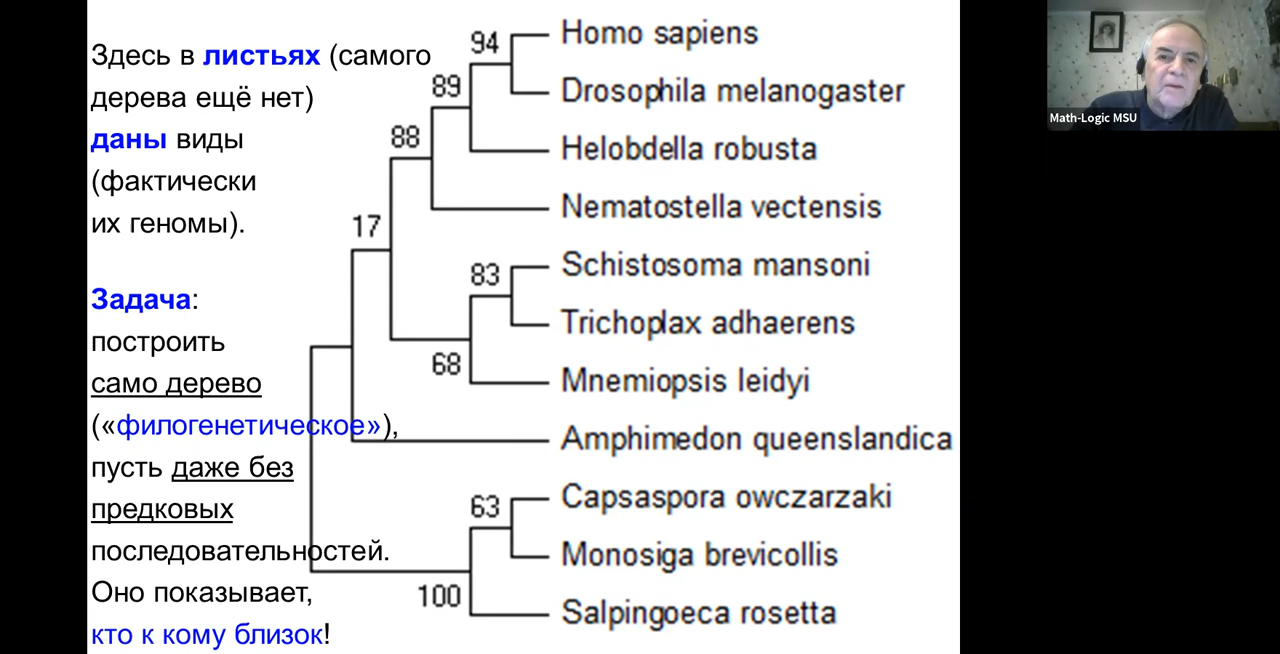 Здесь в листьях (самого
дерева ещё нет)
даны виды
(фактически
их геномы).
Задача:
построить
само дерево
(«филогенетическое»),
пусть даже без
предковых
последовательностей.
Оно показывает,
кто к кому близок!
94
89
88
17
83
68
63
100
Homo sapiens
Drosophila melanogaster
Helobdella robusta
Nematostella vectensis
Schistosoma mansoni
Trichoplax adhaerens
Mnemiopsis leidyi
Amphimedon queenslandica
Capsaspora owczarzaki
Monosiga brevicollis
Salpingoeca rosetta
Math-Logic MSU